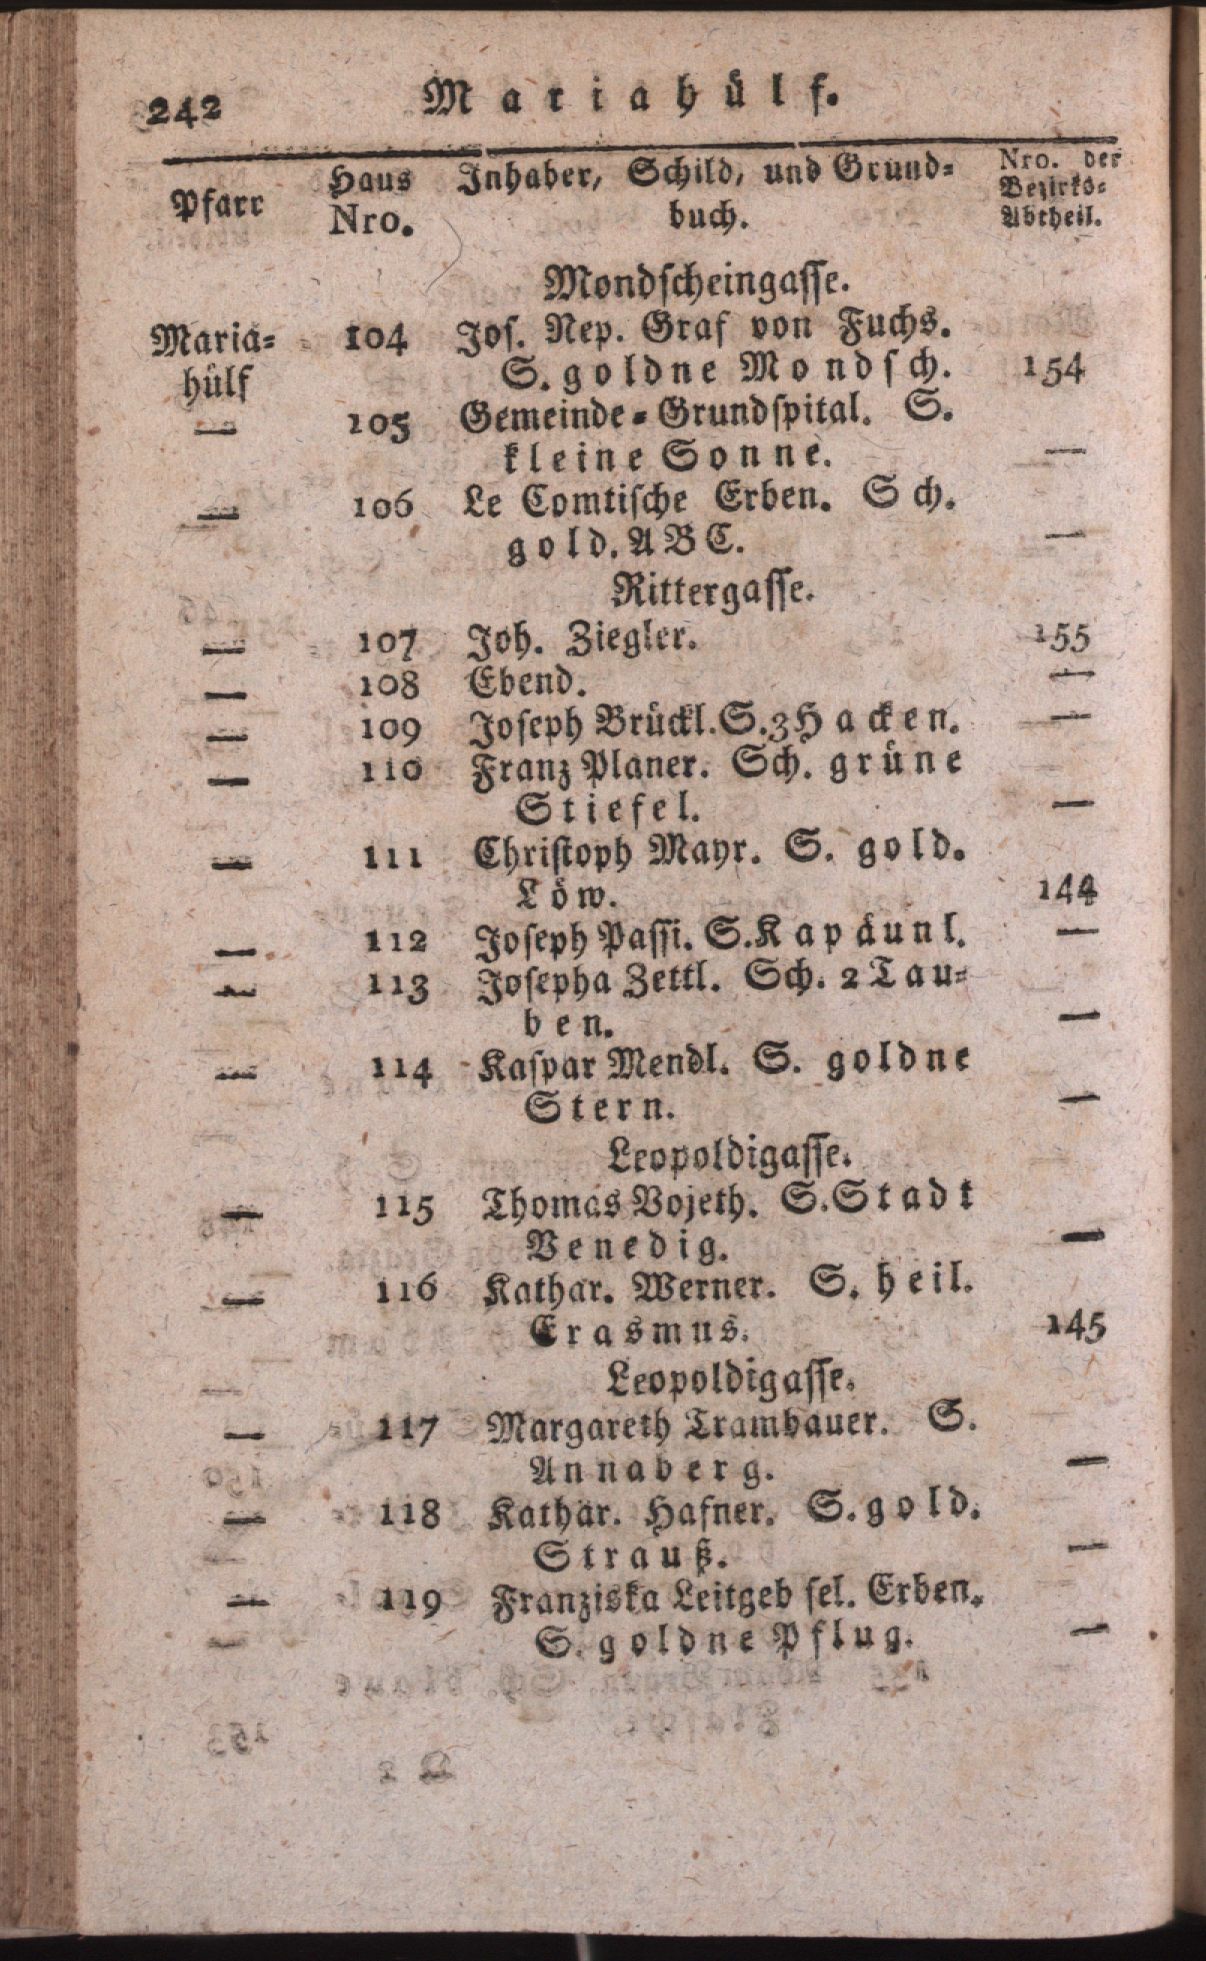 242 Mariahülf.
Pfarr Haus Nro. Inhaber, Schild, und Grund= buch. Nro. der Bezirks= Abtheil.
Mondscheingasse.
Maria= 104 Jos. Nep. Graf von Fuchs.
hülf S. goldne Mondsch. 154
— 105 Gemeinde=Grundspital. S.
kleine Sonne. —
— 106 Le Comtische Erben. Sch.
gold. ABC. —
Rittergasse.
— 107 Joh. Ziegler. 155
— 108 Ebend. —
— 109 Joseph Brückl. S. 3 Hacken. —
— 110 Franz Planer. Sch. grüne
Stiefel. —
— 111 Christoph Mayr. S. gold.
Löw. 144
— 112 Joseph Passi. S. Kapäunl. —
— 113 Josepha Zettl. Sch. 2 Tau=
ben. —
— 114 Kaspar Mendl. S. goldne
Stern. —
Leopoldigasse.
— 115 Thomas Vojeth. S. Stadt
Venedig. —
— 116 Kathar. Werner. S. heil.
Erasmus. 145
Leopoldigasse.
— 117 Margareth Trambauer. S.
Annaberg. —
— 118 Kathar. Hafner. S. gold.
Strauß. —
— 119 Franziska Leitgeb sel. Erben.
S. goldne Pflug. —